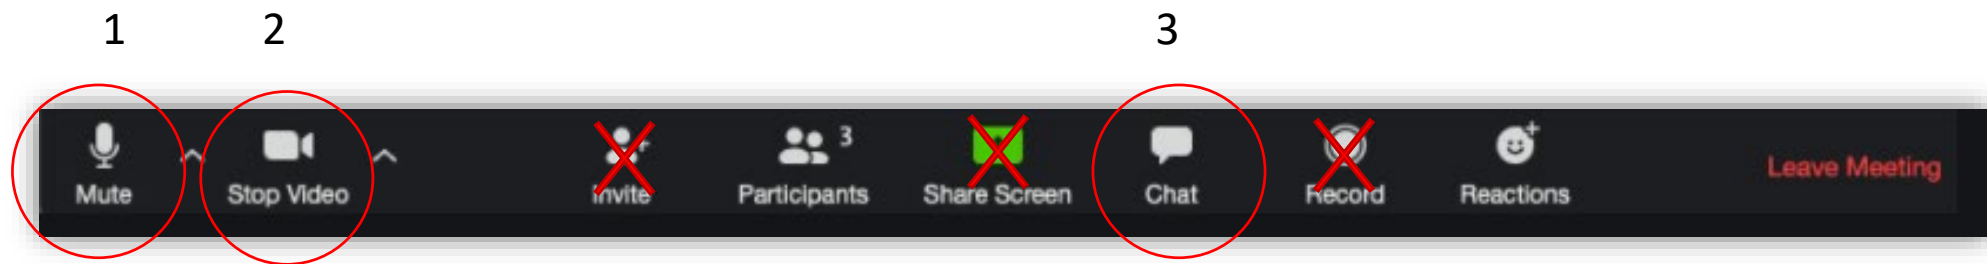 1 2 3
3
Mute Stop Video Invite Participants Share Screen Chat Record Reactions Leave Meeting